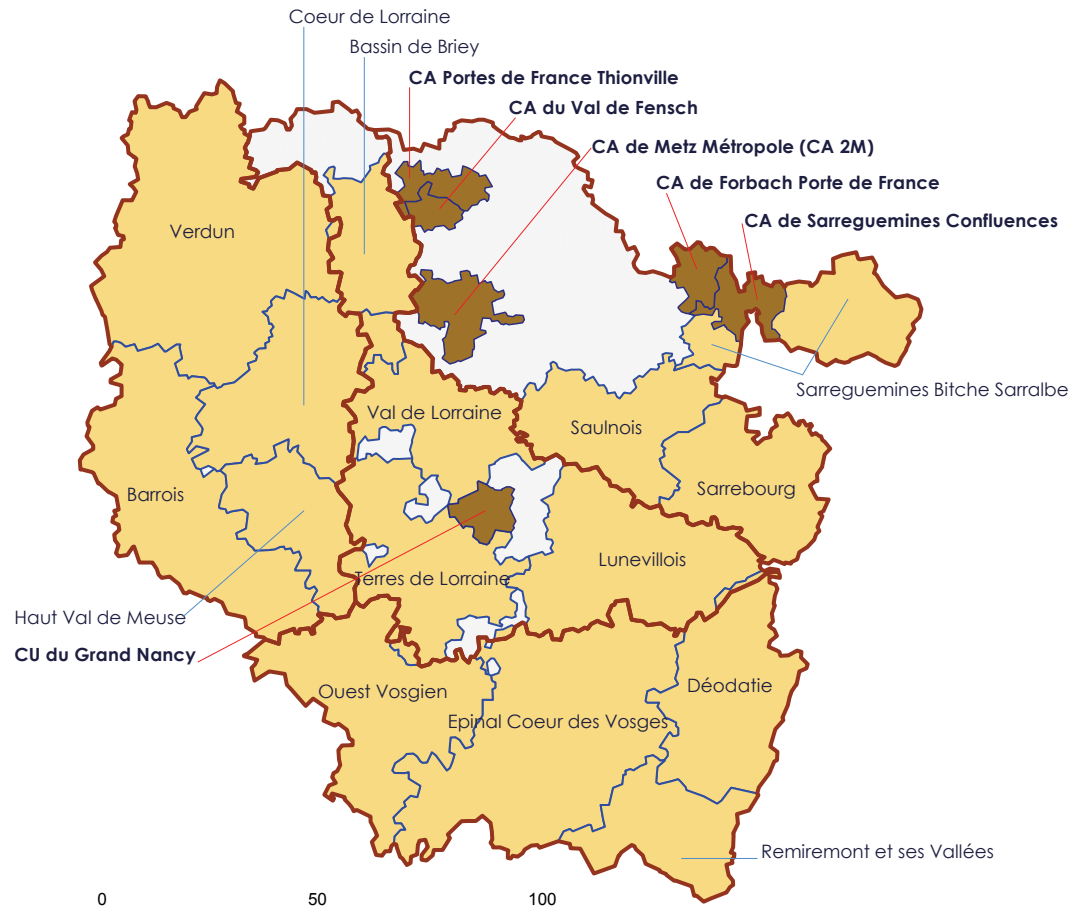 Coeur de Lorraine
Bassin de Briey
CA Portes de France Thionville
CA du Val de Fensch
CA de Metz Métropole (CA 2M)
CA de Forbach Porte de France
CA de Sarreguemines Confluences
Verdun
Sarreguemines Bitche Sarralbe
Val de Lorraine
Saulnois
Barrois
Sarrebourg
Lunevillois
Terres de Lorraine
Haut Val de Meuse
CU du Grand Nancy
Ouest Vosgien
Déodatie
Epinal Coeur des Vosges
Remiremont et ses Vallées
0 50 100